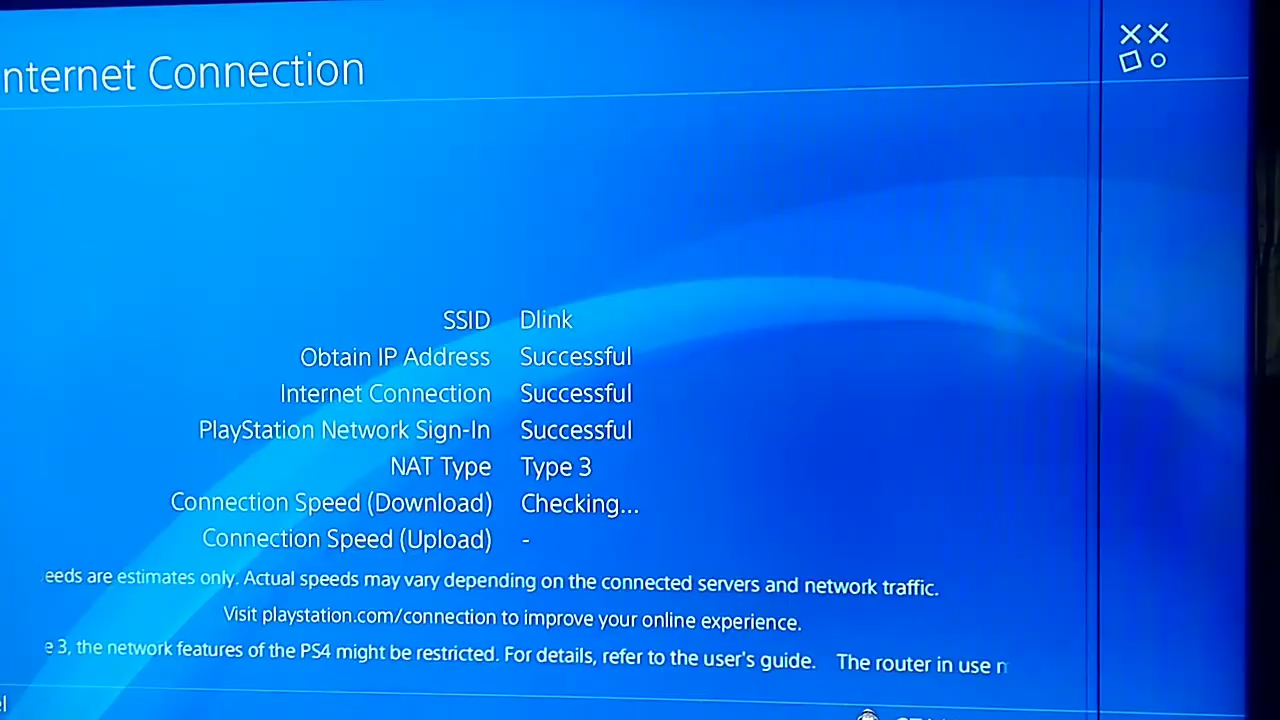 nternet Connection
SSID Dlink
Obtain IP Address Successful
Internet Connection Successful
PlayStation Network Sign-In Successful
NAT Type Type 3
Connection Speed (Download) Checking...
Connection Speed (Upload) -
eeds are estimates only. Actual speeds may vary depending on the connected servers and network traffic.
Visit playstation.com/connection to improve your online experience.
e 3, the network features of the PS4 might be restricted. For details, refer to the user's guide. The router in use